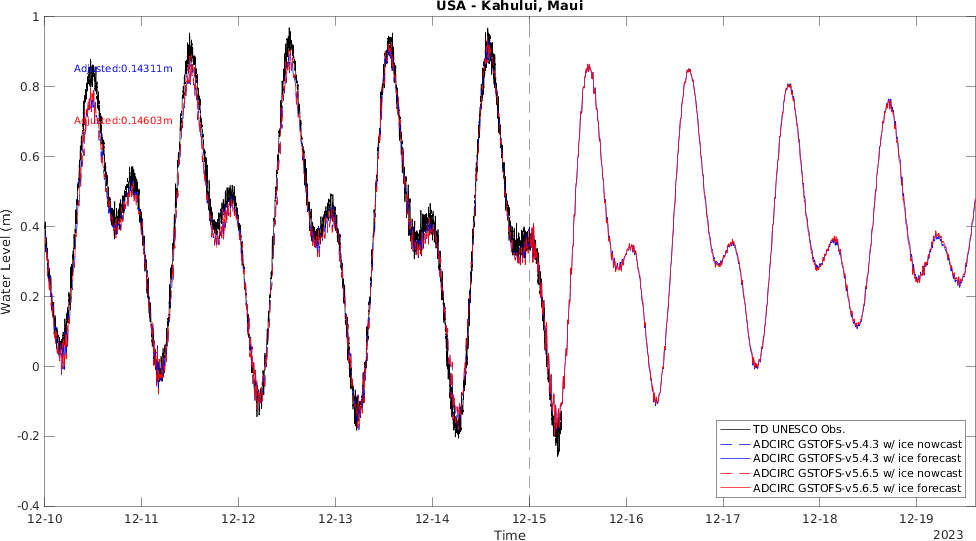 USA - Kahului, Maui
1
0.8
0.6
0.4
0.2
0
-0.2
-0.4
Water Level (m)
Adjusted:0.14311m
Adjusted:0.14603m
TD UNESCO Obs.
ADCIRC GSTOFS-v5.4.3 w/ ice nowcast
ADCIRC GSTOFS-v5.4.3 w/ ice forecast
ADCIRC GSTOFS-v5.6.5 w/ ice nowcast
ADCIRC GSTOFS-v5.6.5 w/ ice forecast
12-10 12-11 12-12 12-13 12-14 12-15 12-16 12-17 12-18 12-19
Time
2023